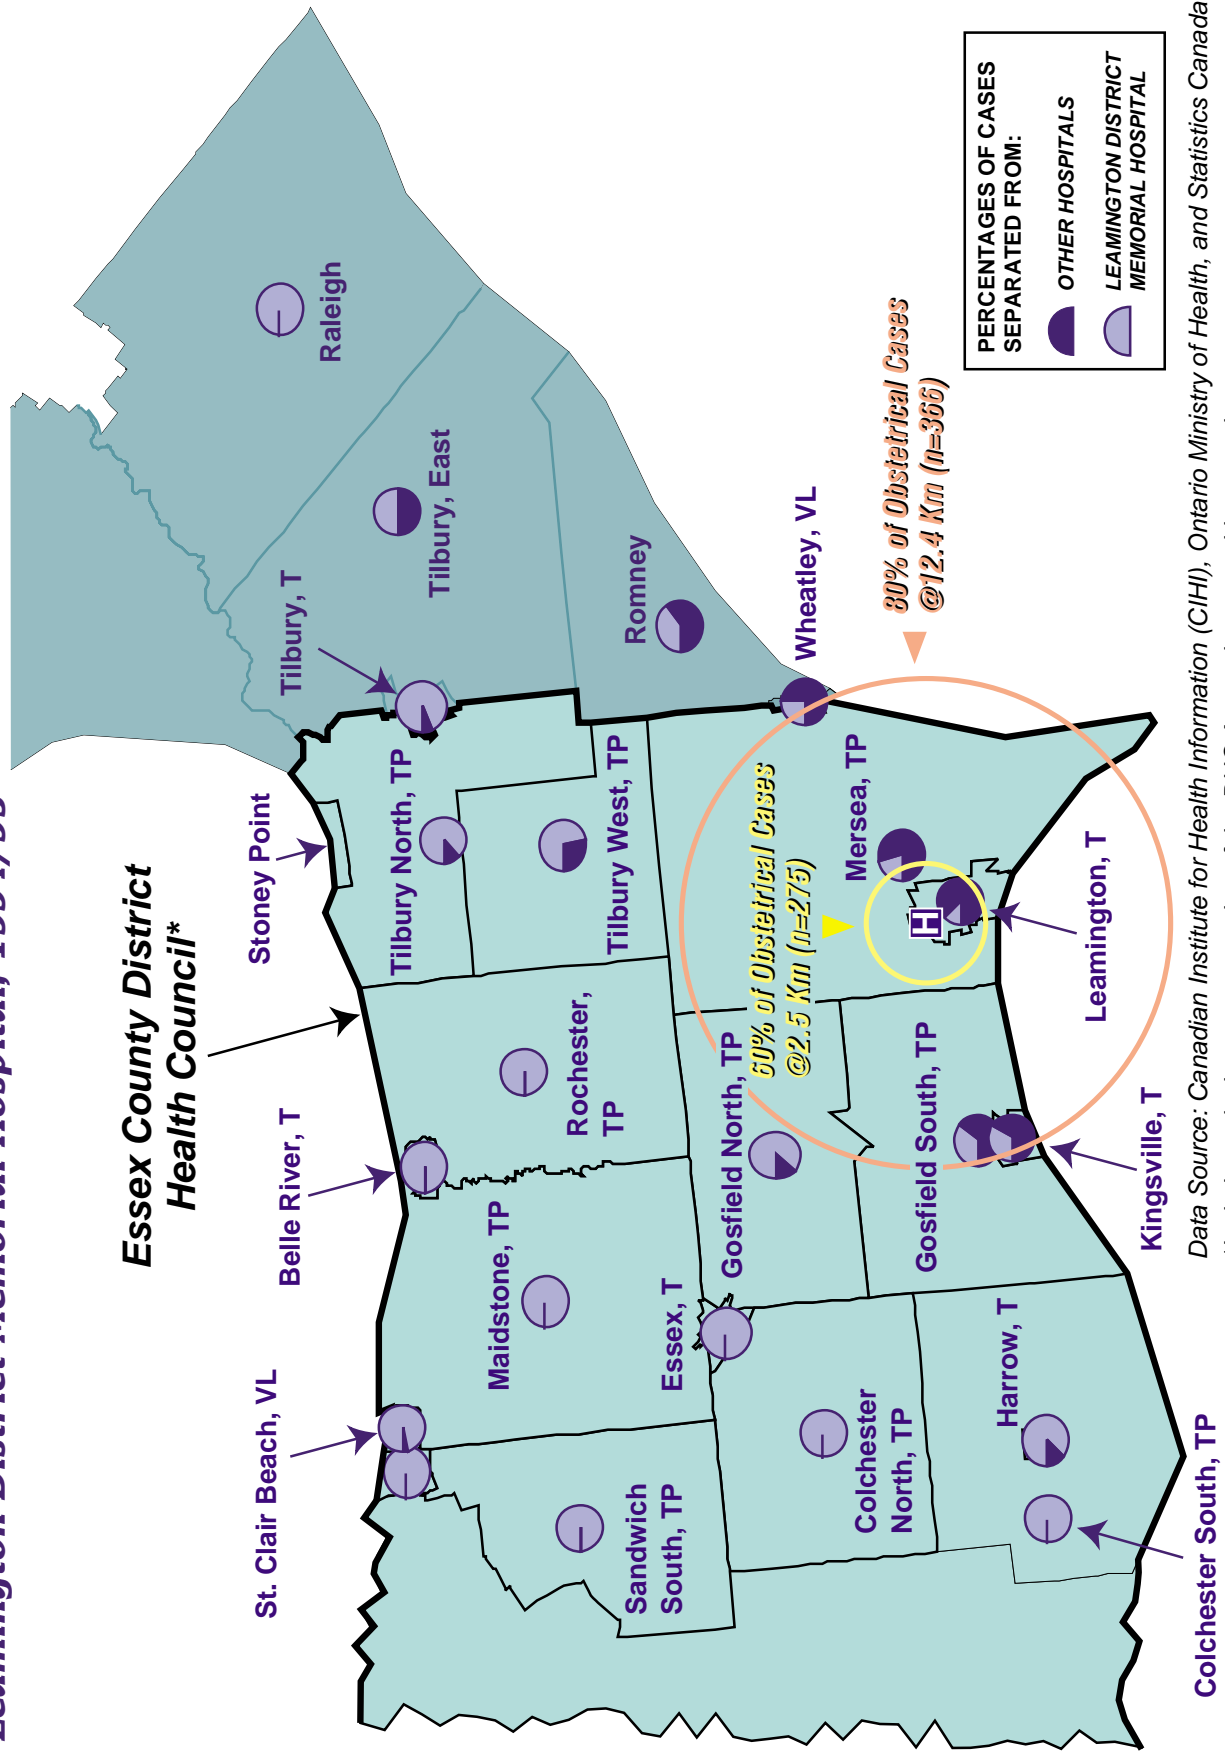 Leamington District Memorial Hospital,
Essex County District
Health Council*
St. Clair Beach, VL
Belle River, T
Stoney Point
Tilbury, T
Raleigh
Tilbury North, TP
Tilbury, East
Maidstone, TP
Rochester,
TP
Tilbury West, TP
Romney
Sandwich
South, TP
Essex, T
Gosfield North, TP
60% of Obstetrical Cases
@2.5 Km (n=275)
Wheatley, VL
Mersea, TP
80% of Obstetrical Cases
@12.4 Km (n=366)
Colchester
North, TP
Gosfield South, TP
H
Harrow, T
Leamington, T
Kingsville, T
Colchester South, TP
PERCENTAGES OF CASES
SEPARATED FROM:
OTHER HOSPITALS
LEAMINGTON DISTRICT
MEMORIAL HOSPITAL
Data Source: Canadian Institute for Health Information (CIHI), Ontario Ministry of Health, and Statistics Canada